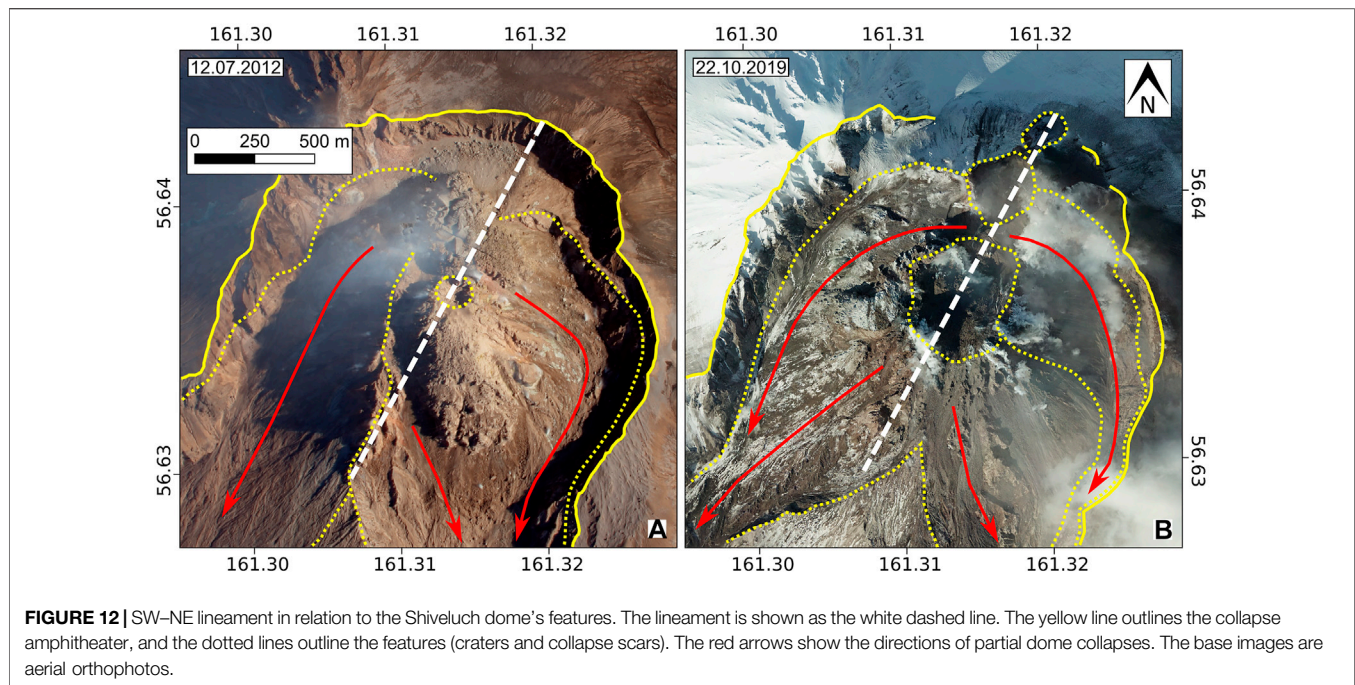 161.30 161.31 161.32 161.30 161.31 161.32
12.07.2012 22.10.2019
N
0 250 500 m
56.64 56.64
56.63 56.63
A B
161.30 161.31 161.32 161.30 161.31 161.32
FIGURE 12 | SW–NE lineament in relation to the Shiveluch dome's features. The lineament is shown as the white dashed line. The yellow line outlines the collapse
amphitheater, and the dotted lines outline the features (craters and collapse scars). The red arrows show the directions of partial dome collapses. The base images are
aerial orthophotos.